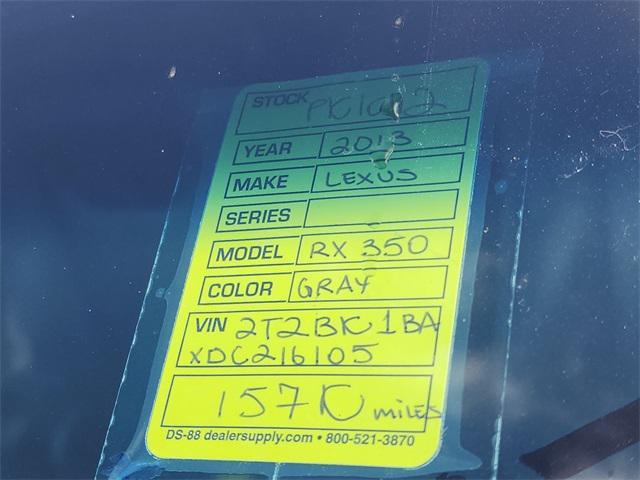 STOCK
YEAR 2013
MAKE LEXUS
SERIES
MODEL RX 350
COLOR GRAY
VIN 2T2BK1BA
XDC216105
157K miLES
DS-88 dealersupply.com • 800-521-3870